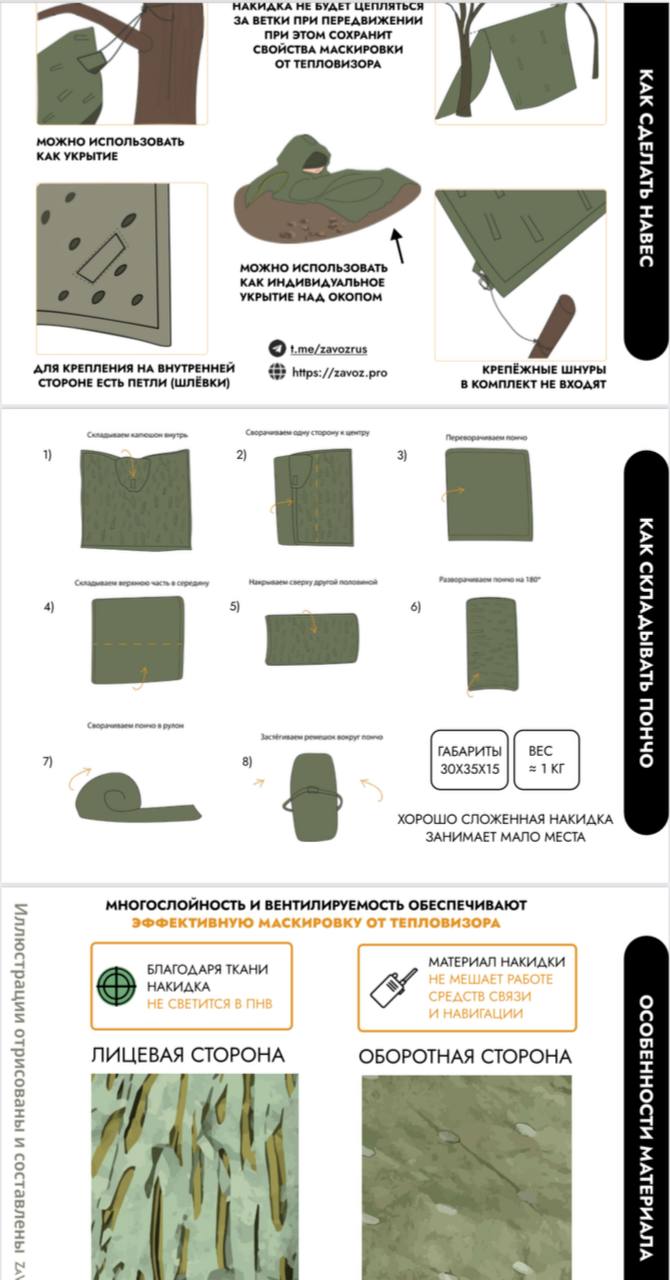 НАКИДКА НЕ БУДЕТ ЦЕПЛЯТЬСЯ
ЗА ВЕТКИ ПРИ ПЕРЕДВИЖЕНИИ
ПРИ ЭТОМ СОХРАНИТ
СВОЙСТВА МАСКИРОВКИ
ОТ ТЕПЛОВИЗОРА
МОЖНО ИСПОЛЬЗОВАТЬ
КАК УКРЫТИЕ
МОЖНО ИСПОЛЬЗОВАТЬ
КАК ИНДИВИДУАЛЬНОЕ
УКРЫТИЕ НАД ОКОПОМ
t.me/zavozrus
https://zavoz.pro
ДЛЯ КРЕПЛЕНИЯ НА ВНУТРЕННЕЙ
СТОРОНЕ ЕСТЬ ПЕТЛИ (ШЛЁВКИ)
КРЕПЁЖНЫЕ ШНУРЫ
В КОМПЛЕКТ НЕ ВХОДЯТ
КАК СДЕЛАТЬ НАВЕС
1)
Складываем капюшон внутрь
2)
Сворачиваем одну сторону к центру
3)
Переворачиваем пончо
4)
Складываем верхнюю часть в середину
5)
Накрываем сверху другой половиной
6)
Разворачиваем пончо на 180°
7)
Сворачиваем пончо в рулон
8)
Застёгиваем ремешок вокруг пончо
ГАБАРИТЫ
30Х35Х15
ВЕС
≈ 1 КГ
ХОРОШО СЛОЖЕННАЯ НАКИДКА
ЗАНИМАЕТ МАЛО МЕСТА
КАК СКЛАДЫВАТЬ ПОНЧО
МНОГОСЛОЙНОСТЬ И ВЕНТИЛИРУЕМОСТЬ ОБЕСПЕЧИВАЮТ
ЭФФЕКТИВНУЮ МАСКИРОВКУ ОТ ТЕПЛОВИЗОРА
БЛАГОДАРЯ ТКАНИ
НАКИДКА
НЕ СВЕТИТСЯ В ПНВ
МАТЕРИАЛ НАКИДКИ
НЕ МЕШАЕТ РАБОТЕ
СРЕДСТВ СВЯЗИ
И НАВИГАЦИИ
ЛИЦЕВАЯ СТОРОНА
ОБОРОТНАЯ СТОРОНА
ОСОБЕННОСТИ МАТЕРИАЛА
Иллюстрации отрисованы и составлены